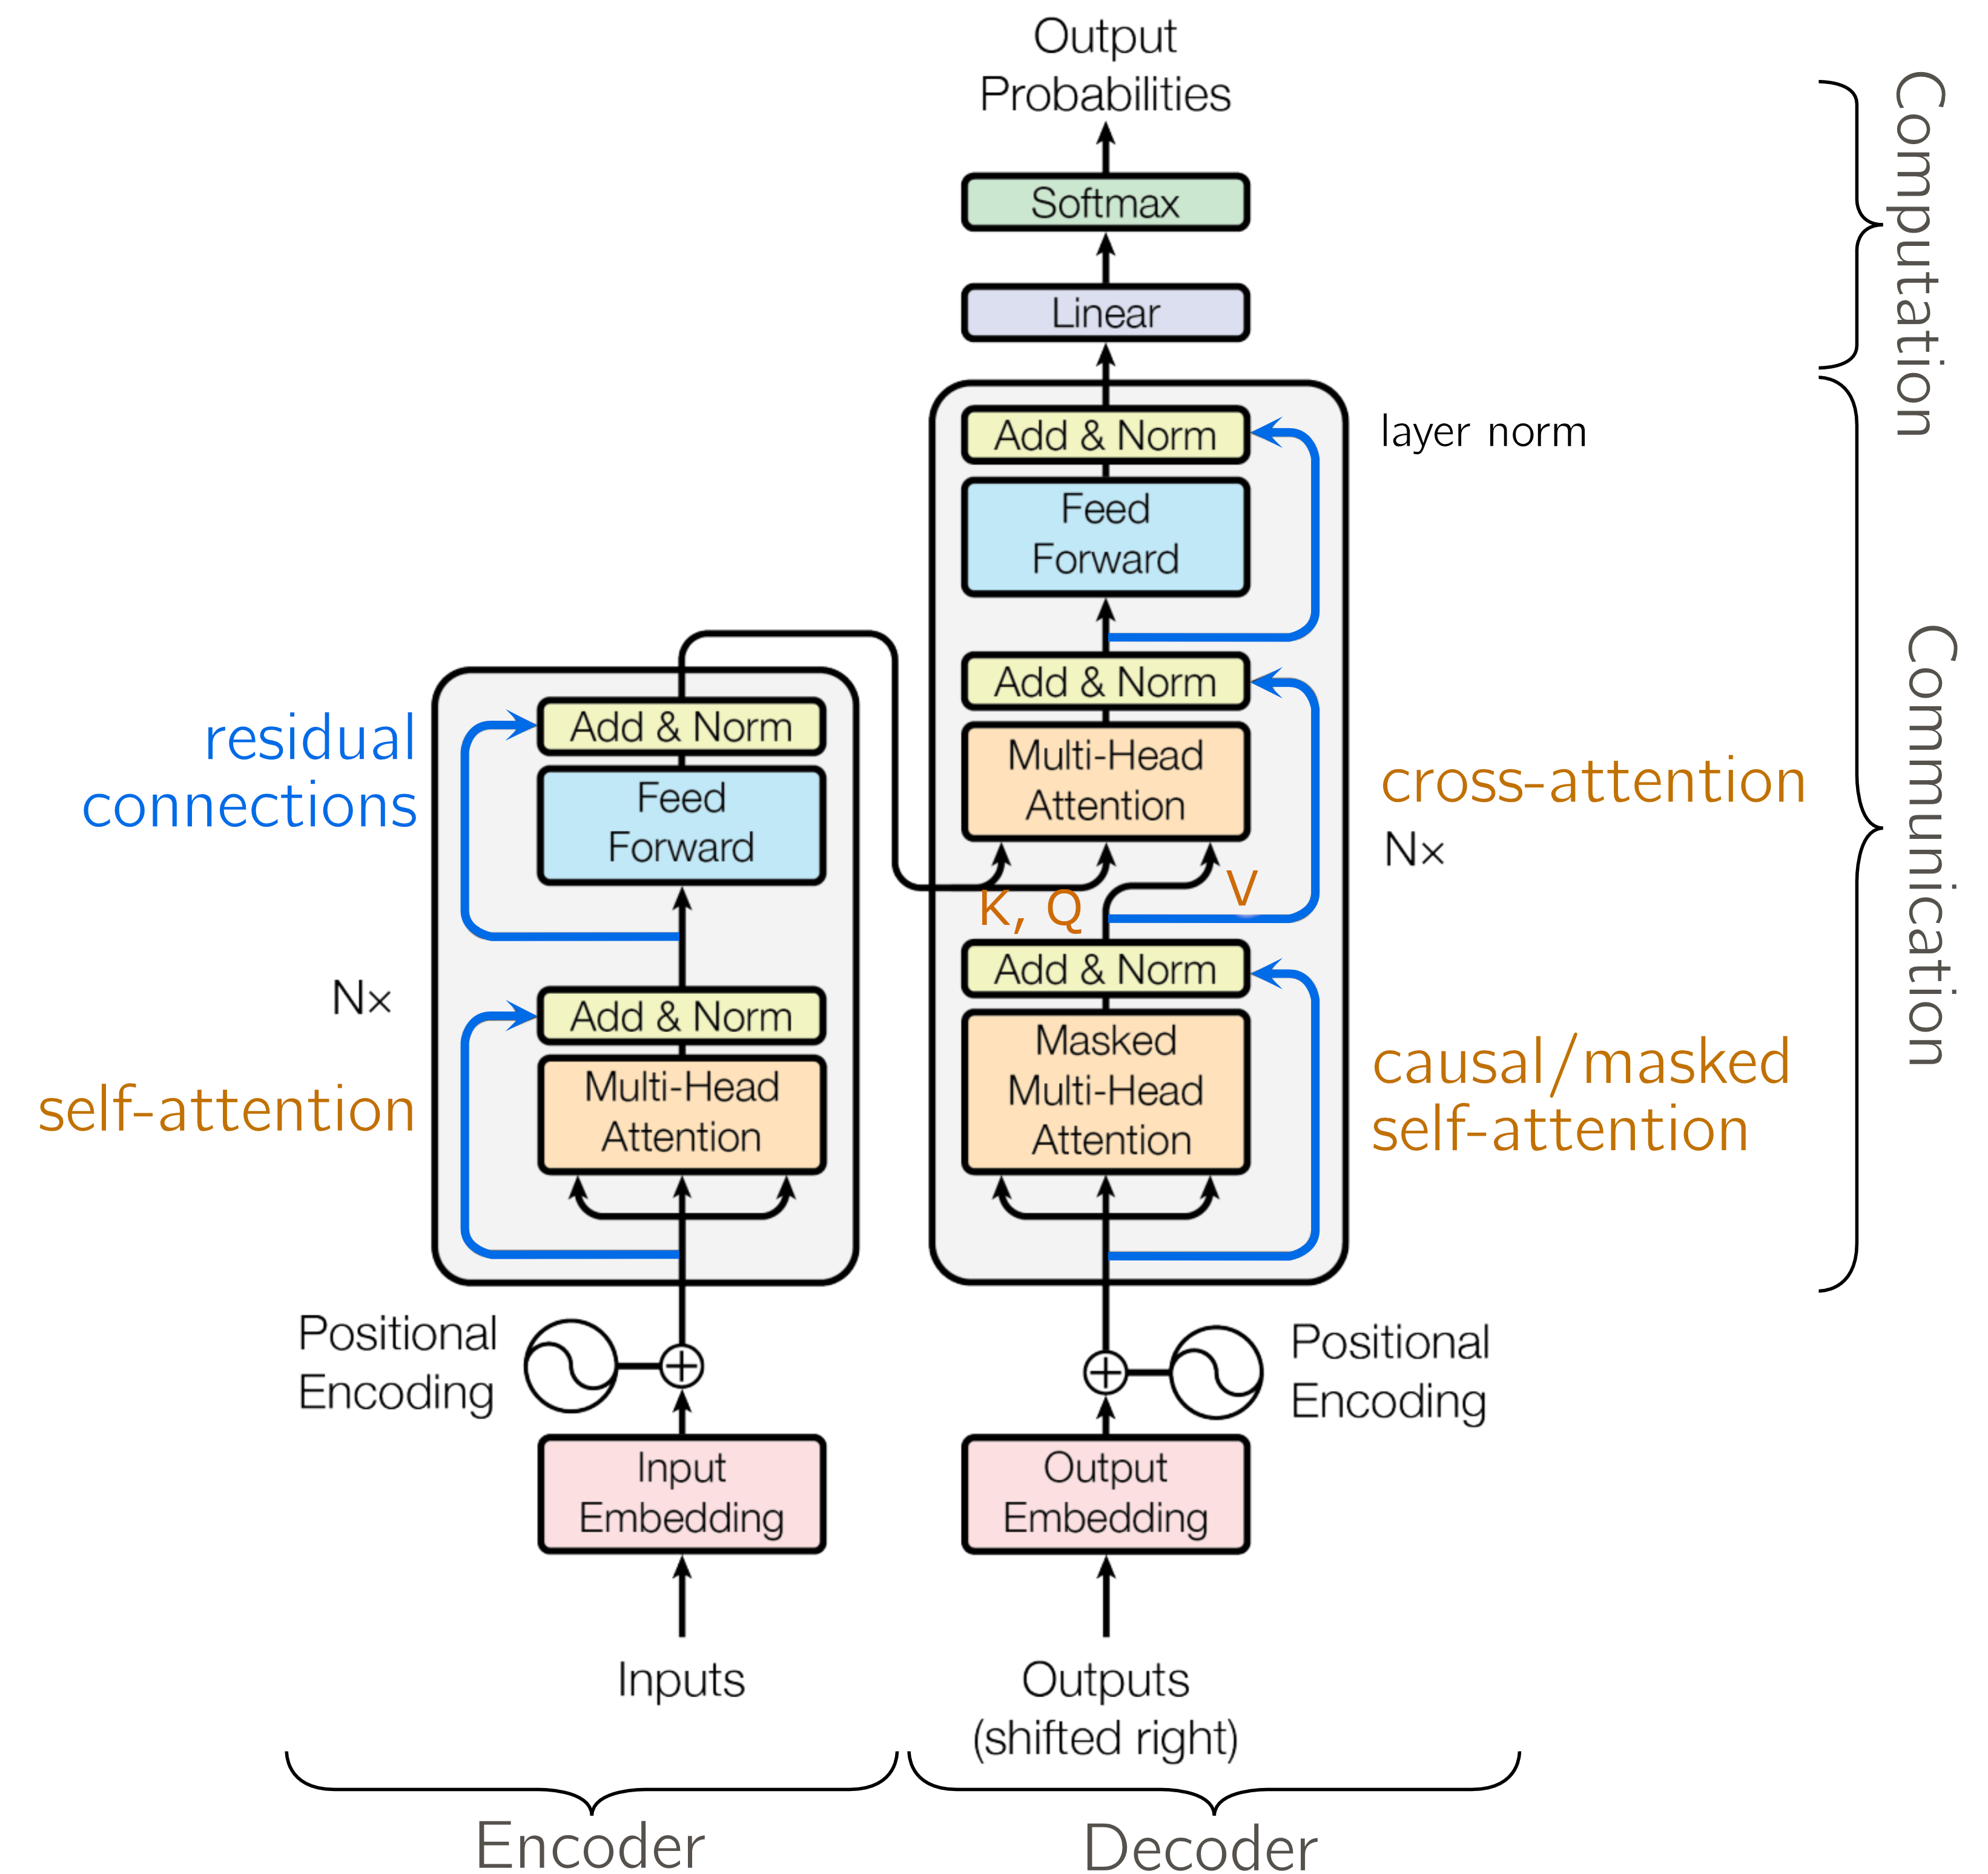 Output
Probabilities
Softmax
Linear
Add & Norm
layer norm
Feed
Forward
Add & Norm
Multi-Head
Attention
cross-attention
N×
K, Q
V
Add & Norm
Masked
Multi-Head
Attention
causal/masked
self-attention
residual
connections
Add & Norm
Feed
Forward
N×
Add & Norm
self-attention
Multi-Head
Attention
Positional
Encoding
Positional
Encoding
Input
Embedding
Output
Embedding
Inputs
Outputs
(shifted right)
Encoder
Decoder
Computation
Communication